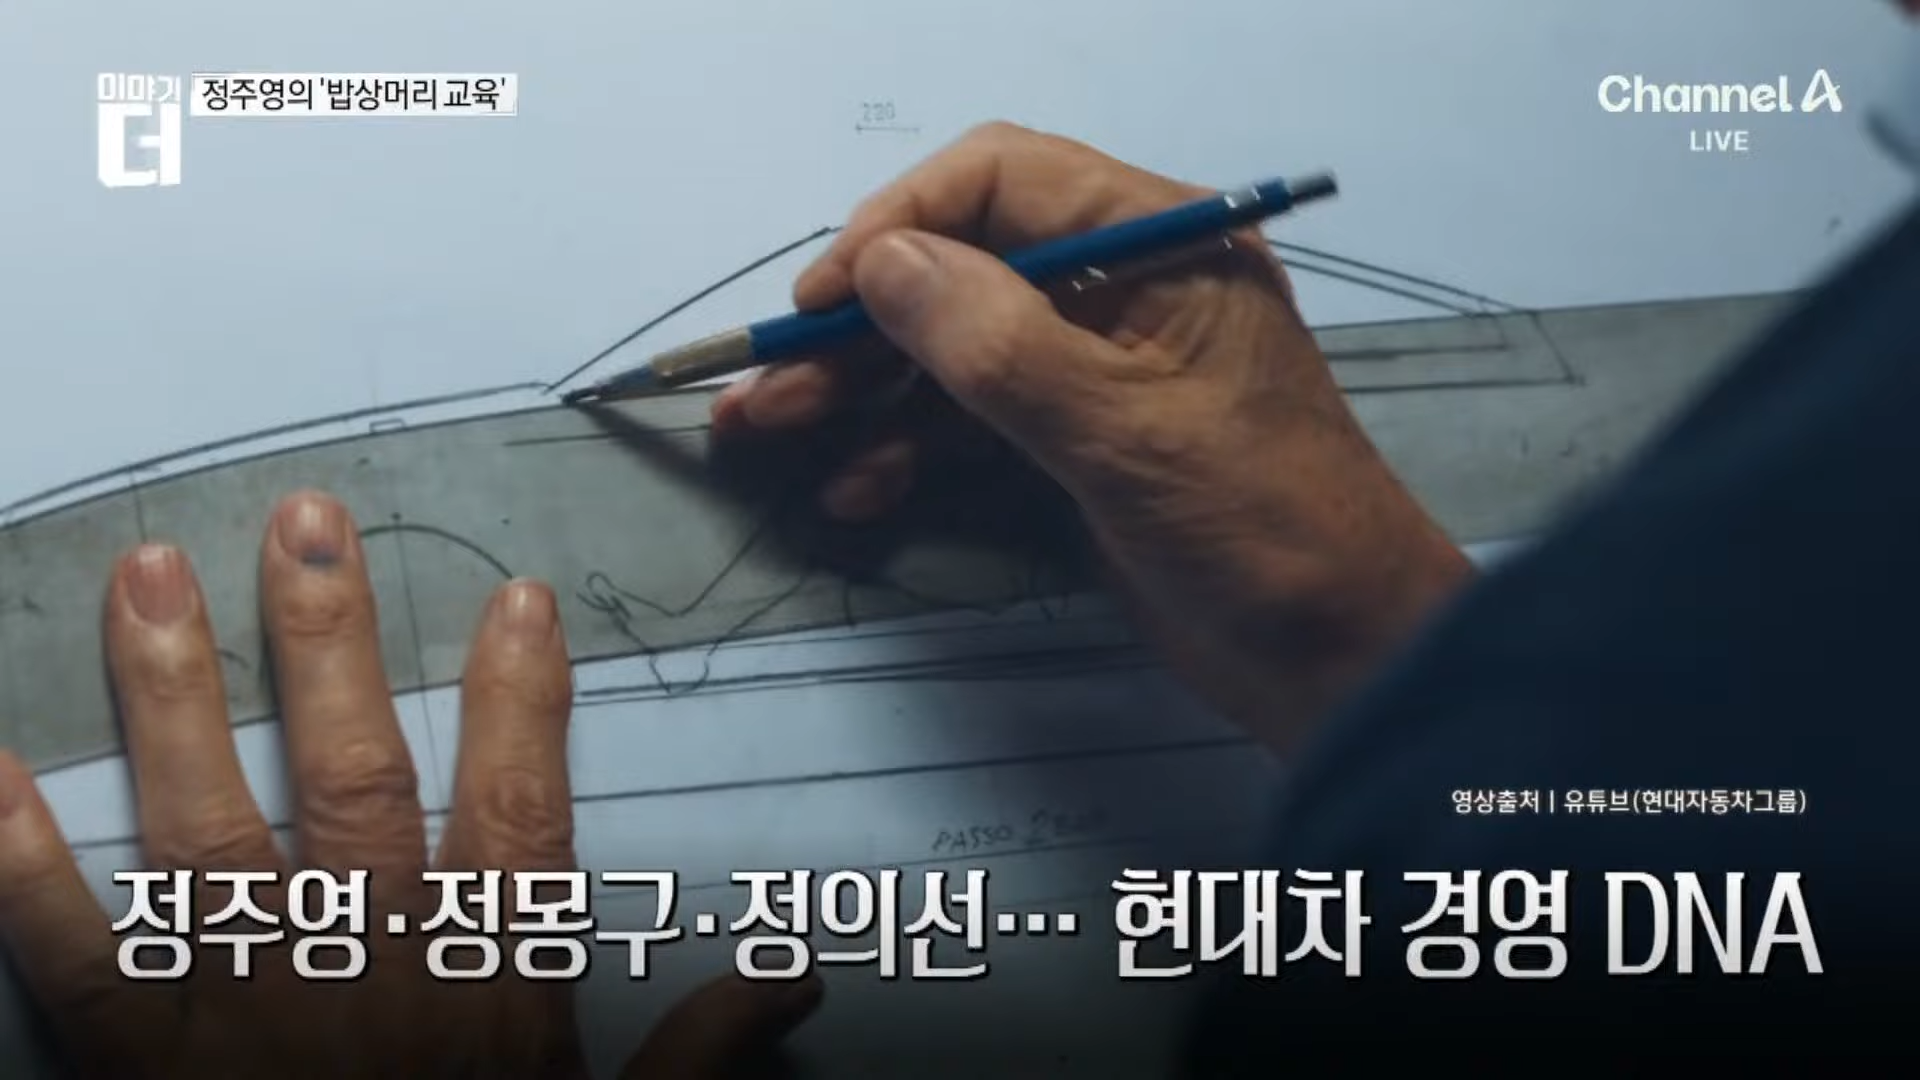 이야기
더
정주영의 '밥상머리 교육'
Channel A
LIVE
220
영상출처 | 유튜브(현대자동차그룹)
PASSO
정주영·정몽구·정의선… 현대차 경영 DNA